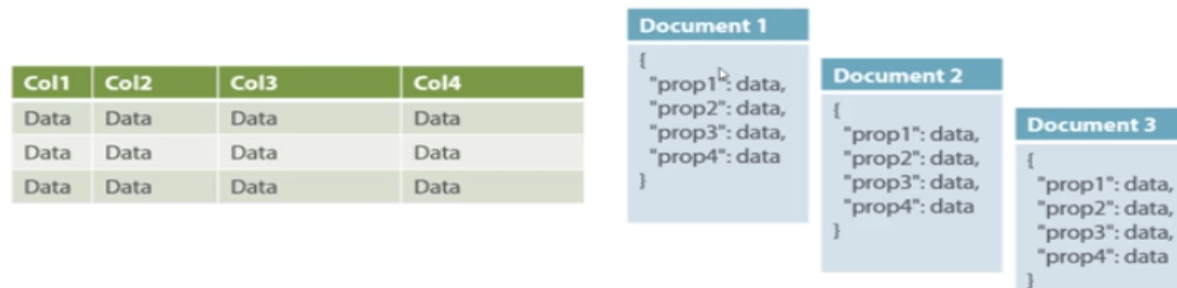 Col1 Col2 Col3 Col4
Data Data Data Data
Data Data Data Data
Data Data Data Data
Document 1
{
"prop1": data,
"prop2": data,
"prop3": data,
"prop4": data
}
Document 2
{
"prop1": data,
"prop2": data,
"prop3": data,
"prop4": data
}
Document 3
{
"prop1": data,
"prop2": data,
"prop3": data,
"prop4": data
}